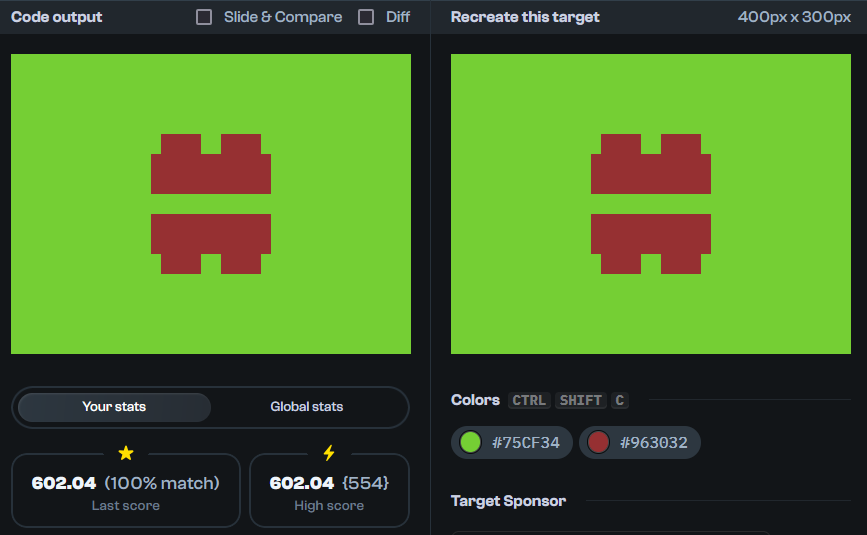 Code output
Slide & Compare
Diff
Recreate this target
400px x 300px
Your stats
Global stats
602.04 (100% match)
Last score
602.04 {554}
High score
Colors CTRL SHIFT C
#75CF34
#963032
Target Sponsor